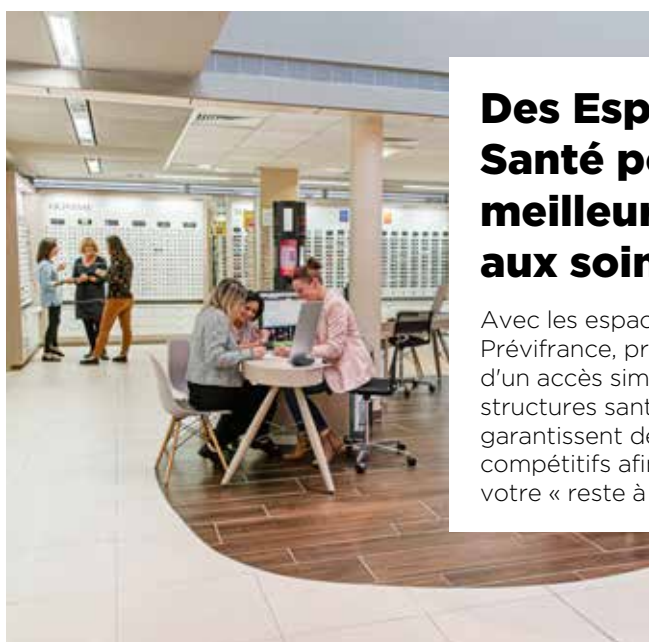 Des Esp
Santé p
meilleur
aux soin
Avec les espac
Prévifrance, pr
d'un accès sim
structures sant
garantissent de
compétitifs afi
votre « reste à